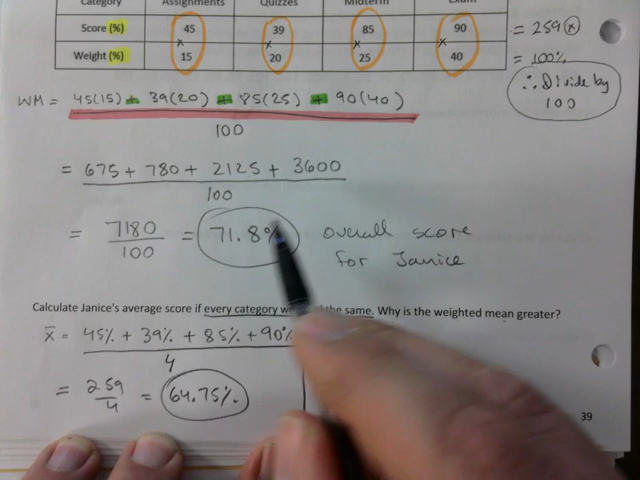 Category Assignments Quizzes Midterm Exam
Score (%) 45 39 85 90 = 259 ⓧ
× × × ×
Weight (%) 15 20 25 40 = 100%
∴ Divide by
100
WM = 45(15) + 39(20) + 85(25) + 90(40)
100
= 675 + 780 + 2125 + 3600
100
= 7180 = 71.8% overall score
100 for Janice
Calculate Janice's average score if every category the same. Why is the weighted mean greater?
x̄ = 45% + 39% + 85% + 90%
4
= 259 = 64.75%
4
39